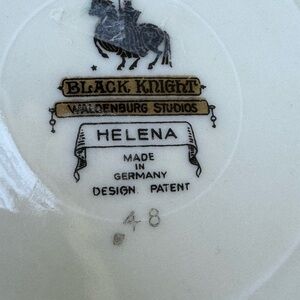 BLACK KNIGHT
WALDENBURG STUDIOS
HELENA
MADE
IN
GERMANY
DESIGN PATENT
48